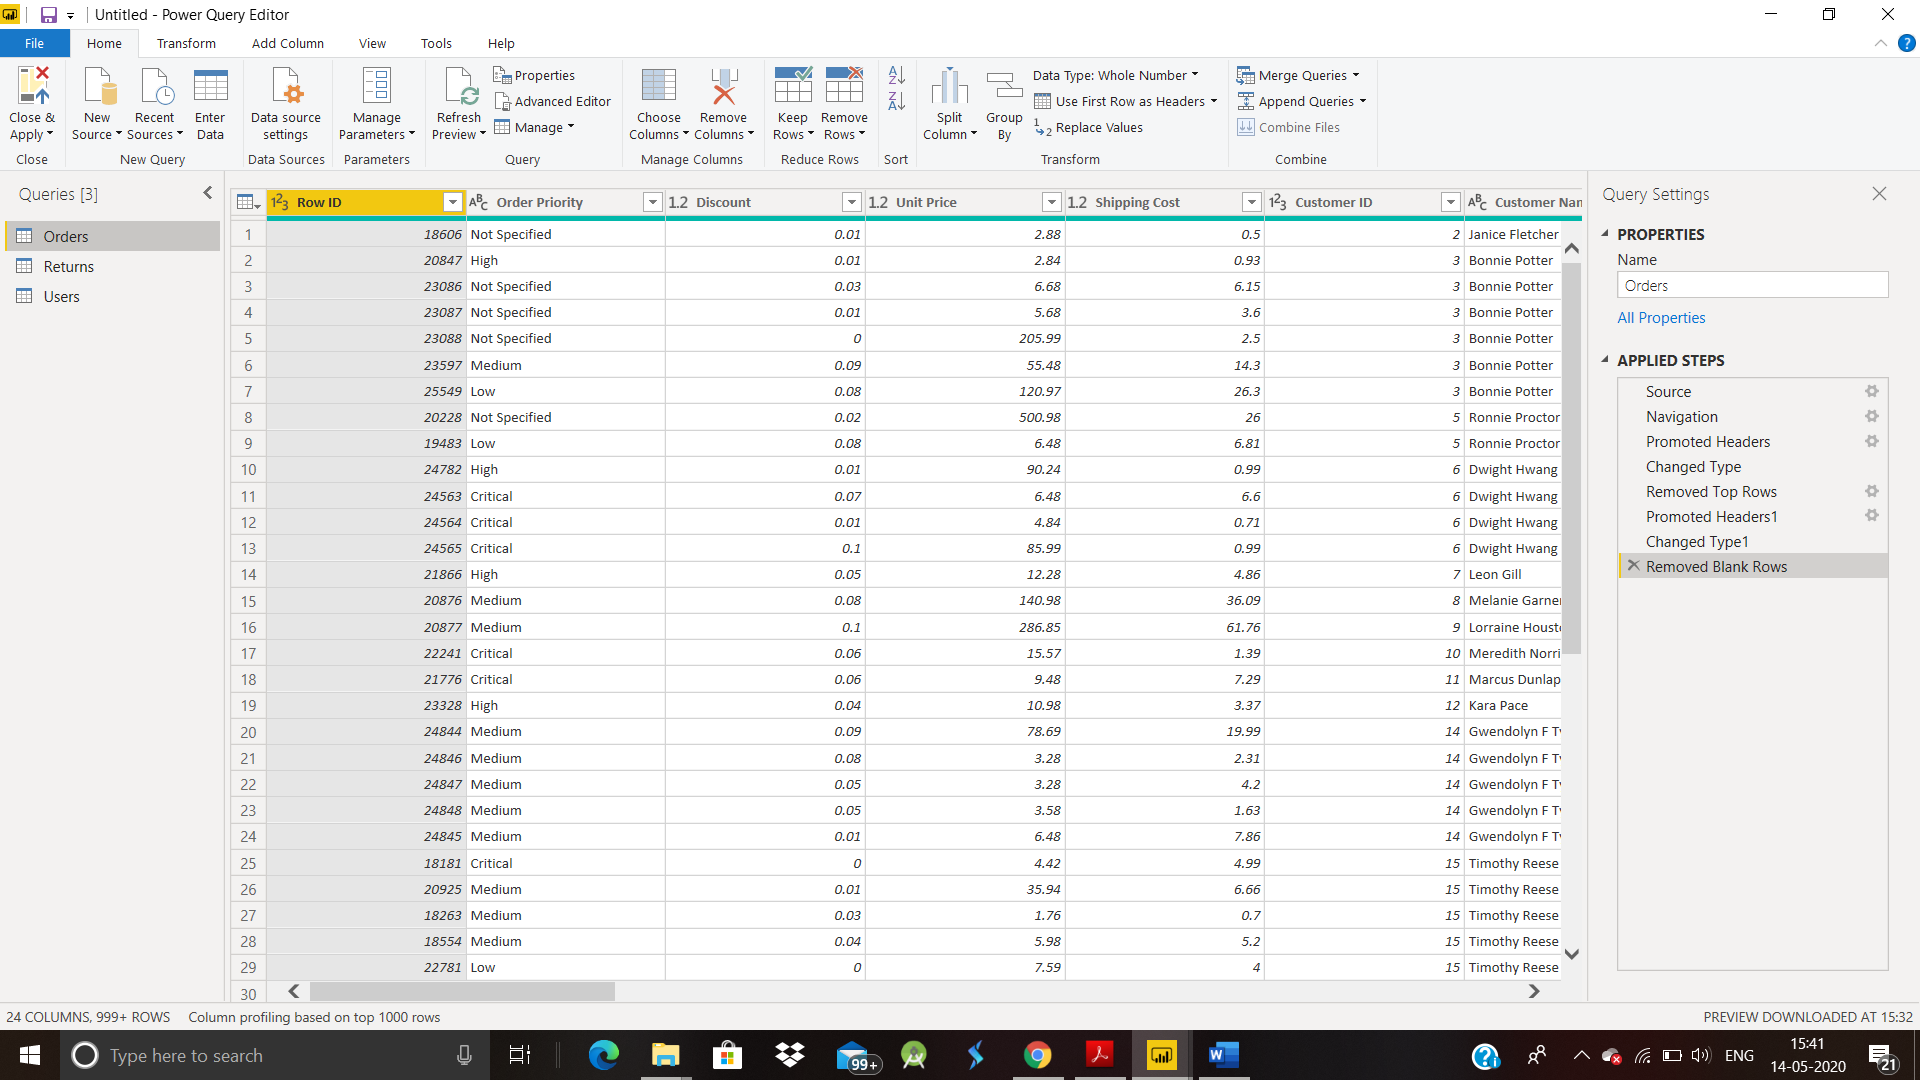 Untitled - Power Query Editor
File Home Transform Add Column View Tools Help
Close & Apply
Close
New Source
Recent Sources
Enter Data
New Query
Data source settings
Data Sources
Manage Parameters
Parameters
Refresh Preview
Properties
Advanced Editor
Manage
Query
Choose Columns
Remove Columns
Manage Columns
Keep Rows
Remove Rows
Reduce Rows
Sort
Split Column
Group By
Data Type: Whole Number
Use First Row as Headers
Replace Values
Transform
Merge Queries
Append Queries
Combine Files
Combine
Queries [3]
Orders
Returns
Users
Row ID Order Priority Discount Unit Price Shipping Cost Customer ID Customer Nam
1 18606 Not Specified 0.01 2.88 0.5 2 Janice Fletcher
2 20847 High 0.01 2.84 0.93 3 Bonnie Potter
3 23086 Not Specified 0.03 6.68 6.15 3 Bonnie Potter
4 23087 Not Specified 0.01 5.68 3.6 3 Bonnie Potter
5 23088 Not Specified 0 205.99 2.5 3 Bonnie Potter
6 23597 Medium 0.09 55.48 14.3 3 Bonnie Potter
7 25549 Low 0.08 120.97 26.3 3 Bonnie Potter
8 20228 Not Specified 0.02 500.98 26 5 Ronnie Proctor
9 19483 Low 0.08 6.48 6.81 5 Ronnie Proctor
10 24782 High 0.01 90.24 0.99 6 Dwight Hwang
11 24563 Critical 0.07 6.48 6.6 6 Dwight Hwang
12 24564 Critical 0.01 4.84 0.71 6 Dwight Hwang
13 24565 Critical 0.1 85.99 0.99 6 Dwight Hwang
14 21866 High 0.05 12.28 4.86 7 Leon Gill
15 20876 Medium 0.08 140.98 36.09 8 Melanie Garner
16 20877 Medium 0.1 286.85 61.76 9 Lorraine Housto
17 22241 Critical 0.06 15.57 1.39 10 Meredith Norri
18 21776 Critical 0.06 9.48 7.29 11 Marcus Dunlap
19 23328 High 0.04 10.98 3.37 12 Kara Pace
20 24844 Medium 0.09 78.69 19.99 14 Gwendolyn F Ty
21 24846 Medium 0.08 3.28 2.31 14 Gwendolyn F Ty
22 24847 Medium 0.05 3.28 4.2 14 Gwendolyn F Ty
23 24848 Medium 0.05 3.58 1.63 14 Gwendolyn F Ty
24 24845 Medium 0.01 6.48 7.86 14 Gwendolyn F Ty
25 18181 Critical 0 4.42 4.99 15 Timothy Reese
26 20925 Medium 0.01 35.94 6.66 15 Timothy Reese
27 18263 Medium 0.03 1.76 0.7 15 Timothy Reese
28 18554 Medium 0.04 5.98 5.2 15 Timothy Reese
29 22781 Low 0 7.59 4 15 Timothy Reese
30
Query Settings
PROPERTIES
Name
Orders
All Properties
APPLIED STEPS
Source
Navigation
Promoted Headers
Changed Type
Removed Top Rows
Promoted Headers1
Changed Type1
Removed Blank Rows
24 COLUMNS, 999+ ROWS Column profiling based on top 1000 rows
PREVIEW DOWNLOADED AT 15:32
Type here to search
99+
ENG
15:41
14-05-2020
21